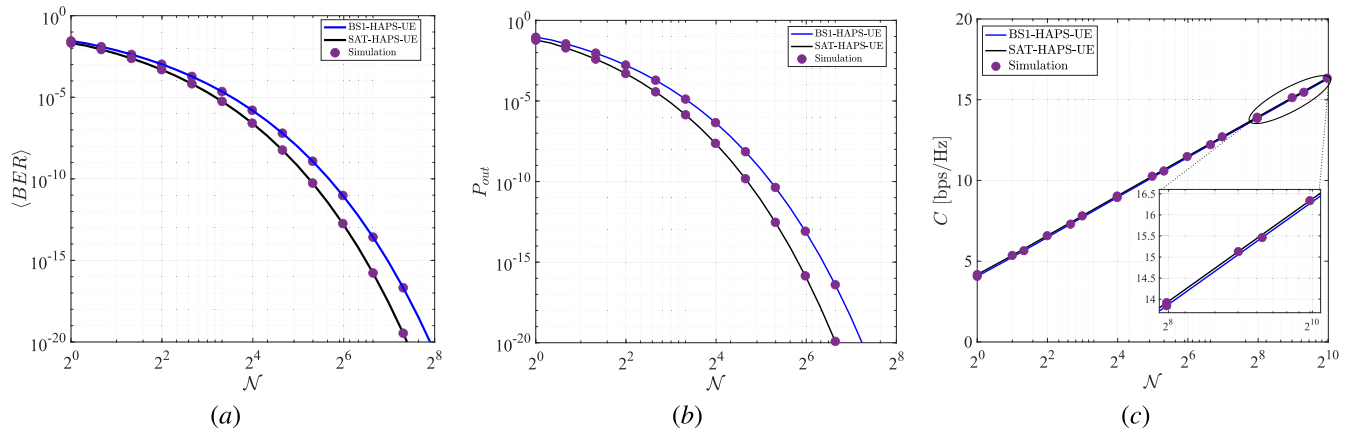 10^0
10^{-5}
10^{-10}
10^{-15}
10^{-20}
⟨BER⟩
2^0
2^2
2^4
2^6
2^8
𝒩
BS1-HAPS-UE
SAT-HAPS-UE
Simulation
(a)
10^0
10^{-5}
10^{-10}
10^{-15}
10^{-20}
P_{out}
2^0
2^2
2^4
2^6
2^8
𝒩
BS1-HAPS-UE
SAT-HAPS-UE
Simulation
(b)
20
15
10
5
0
C [bps/Hz]
2^0
2^2
2^4
2^6
2^8
2^{10}
𝒩
BS1-HAPS-UE
SAT-HAPS-UE
Simulation
16.5
16
15.5
15
14.5
14
2^8
2^{10}
(c)